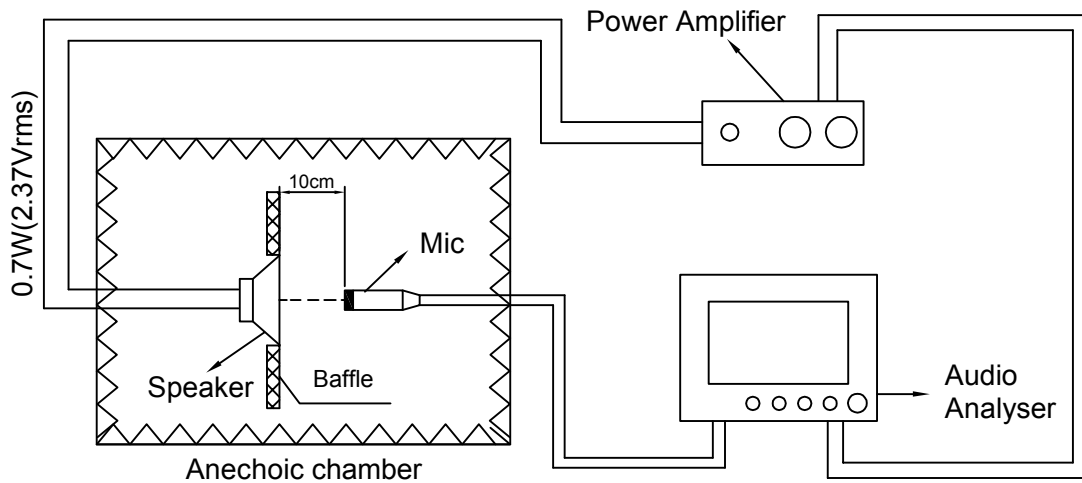 Power Amplifier
0.7W(2.37Vrms)
10cm
Mic
Speaker
Baffle
Audio
Analyser
Anechoic chamber